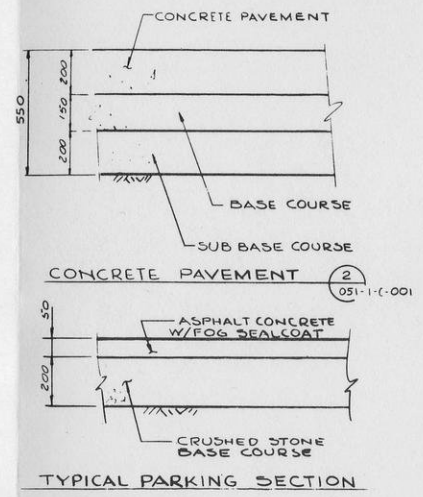 CONCRETE PAVEMENT
550
200
150
200
BASE COURSE
SUB BASE COURSE
CONCRETE PAVEMENT
2
051-1-C-001
50
ASPHALT CONCRETE
W/FOG SEALCOAT
200
CRUSHED STONE
BASE COURSE
TYPICAL PARKING SECTION